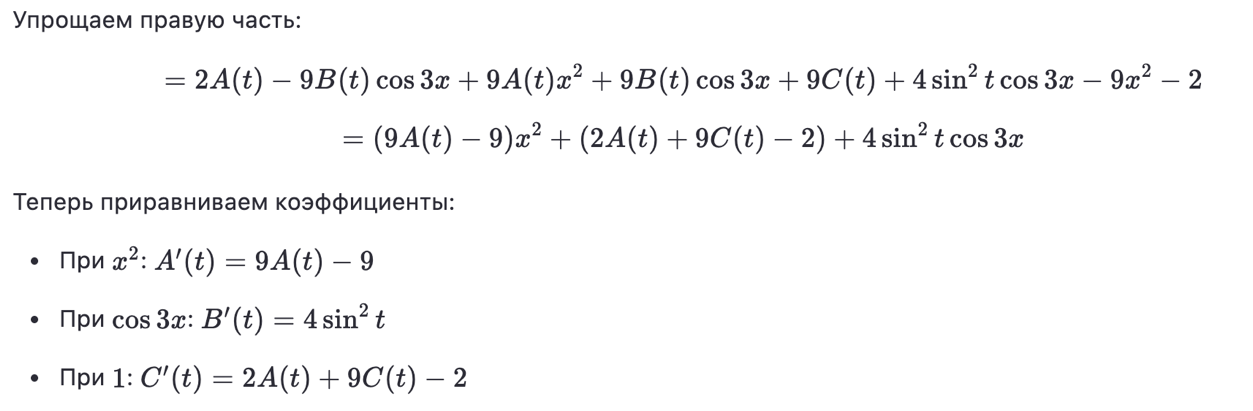 Упрощаем правую часть:
= 2A(t) − 9B(t) cos 3x + 9A(t)x² + 9B(t) cos 3x + 9C(t) + 4 sin² t cos 3x − 9x² − 2
= (9A(t) − 9)x² + (2A(t) + 9C(t) − 2) + 4 sin² t cos 3x
Теперь приравниваем коэффициенты:
• При x²: A′(t) = 9A(t) − 9
• При cos 3x: B′(t) = 4 sin² t
• При 1: C′(t) = 2A(t) + 9C(t) − 2